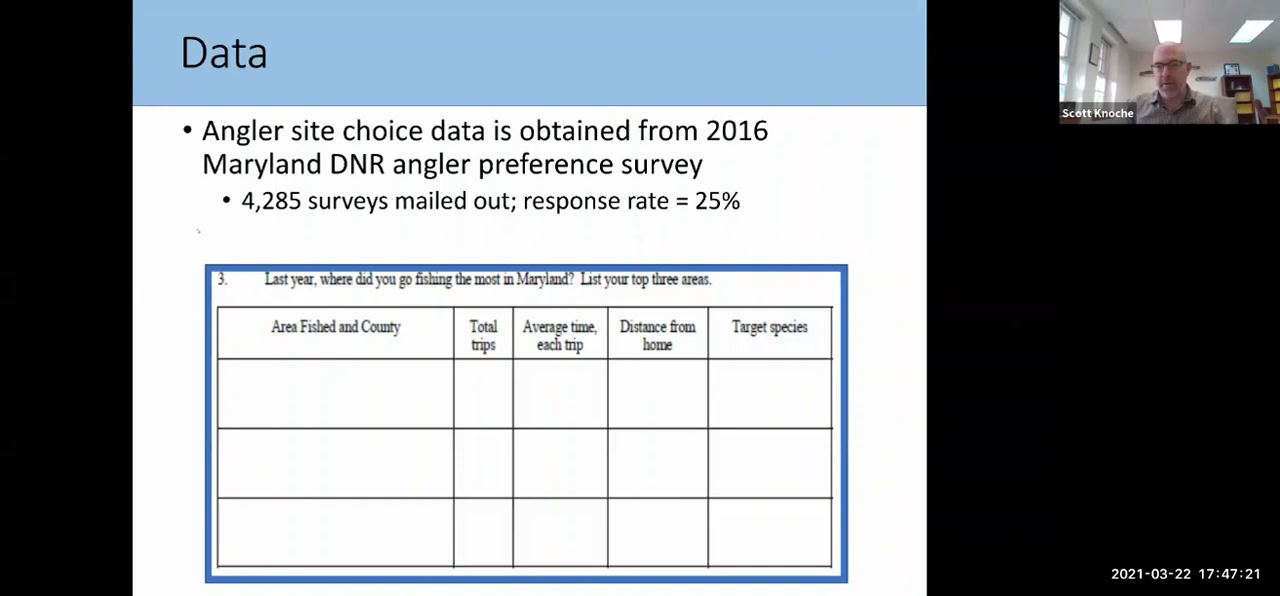 Data
• Angler site choice data is obtained from 2016
Maryland DNR angler preference survey
• 4,285 surveys mailed out; response rate = 25%
3. Last year, where did you go fishing the most in Maryland? List your top three areas.
Area Fished and County
Total
trips
Average time,
each trip
Distance from
home
Target species
Scott Knoche
2021-03-22 17:47:21